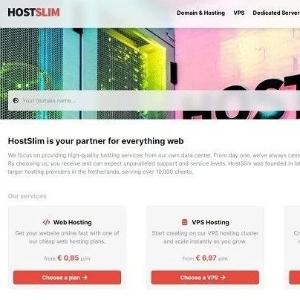 HOSTSLIM
Domain & Hosting VPS Dedicated Server
Your domain name...
HostSlim is your partner for everything web
We focus on providing high-quality hosting services from our own data center. From day one, we've always
By choosing us, you receive and can expect unparalleled support and service levels. HostSlim was founded in
larger hosting providers in the Netherlands, serving over 10,000 clients.
Our services
Web Hosting
Get your website online fast with one of
our cheap web hosting plans.
from € 0,85 p/m
Choose a plan →
VPS Hosting
Start creating on our VPS hosting cluster
and scale instantly as you grow.
from € 6,97 p/m
Choose a VPS →